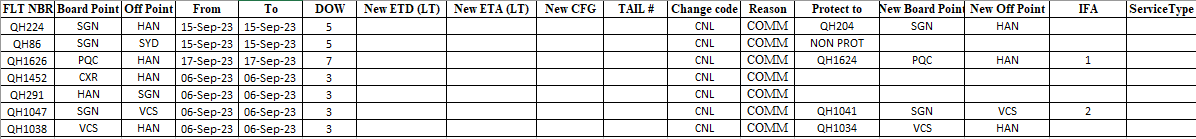 FLT NBR Board Point Off Point From To DOW New ETD (LT) New ETA (LT) New CFG TAIL # Change code Reason Protect to New Board Point New Off Point IFA ServiceType
QH224 SGN HAN 15-Sep-23 15-Sep-23 5 CNL COMM QH204 SGN HAN
QH86 SGN SYD 15-Sep-23 15-Sep-23 5 CNL COMM NON PROT
QH1626 PQC HAN 17-Sep-23 17-Sep-23 7 CNL COMM QH1624 PQC HAN 1
QH1452 CXR HAN 06-Sep-23 06-Sep-23 3 CNL COMM
QH291 HAN SGN 06-Sep-23 06-Sep-23 3 CNL COMM
QH1047 SGN VCS 06-Sep-23 06-Sep-23 3 CNL COMM QH1041 SGN VCS 2
QH1038 VCS HAN 06-Sep-23 06-Sep-23 3 CNL COMM QH1034 VCS HAN